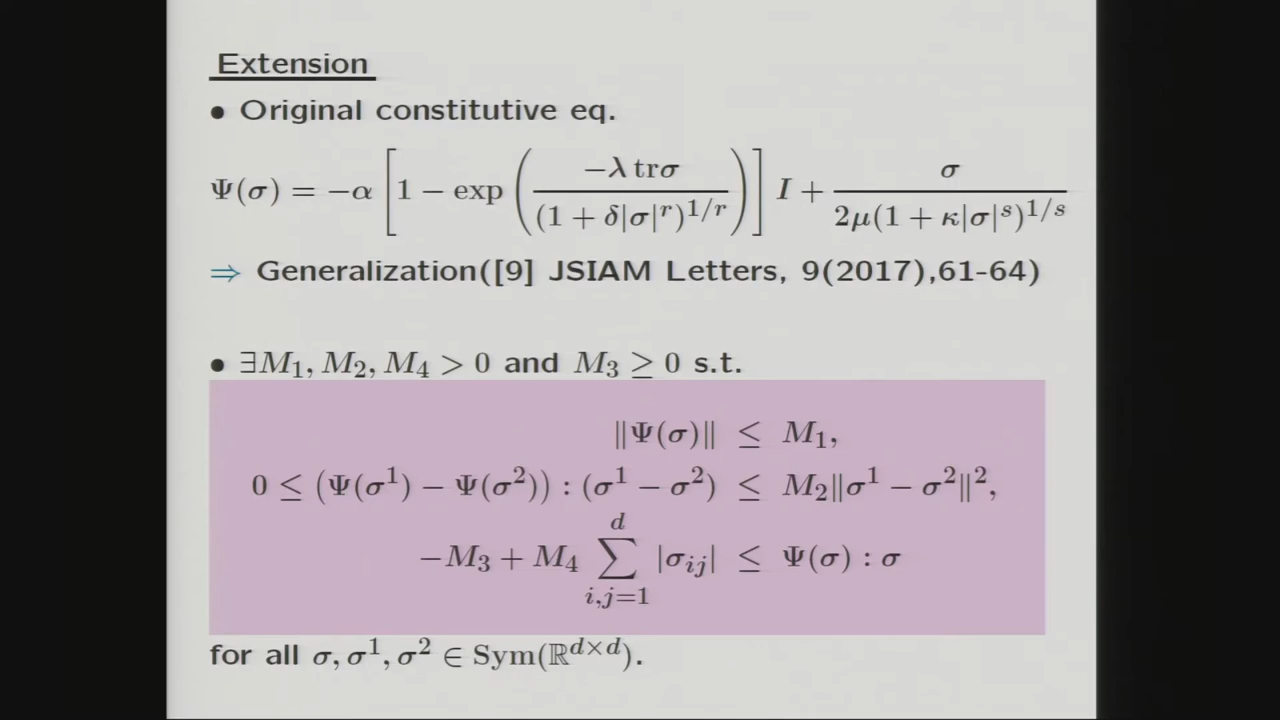 Extension
• Original constitutive eq.
Ψ(σ) = −α [1 − exp (−λ trσ / (1 + δ|σ|^r)^{1/r})] I + σ / (2μ(1 + κ|σ|^s)^{1/s})
⇒ Generalization([9] JSIAM Letters, 9(2017),61-64)
• ∃M₁, M₂, M₄ > 0 and M₃ ≥ 0 s.t.
‖Ψ(σ)‖ ≤ M₁,
0 ≤ (Ψ(σ¹) − Ψ(σ²)) : (σ¹ − σ²) ≤ M₂‖σ¹ − σ²‖²,
−M₃ + M₄ ∑_{i,j=1}^{d} |σ_{ij}| ≤ Ψ(σ) : σ
for all σ, σ¹, σ² ∈ Sym(ℝ^{d×d}).